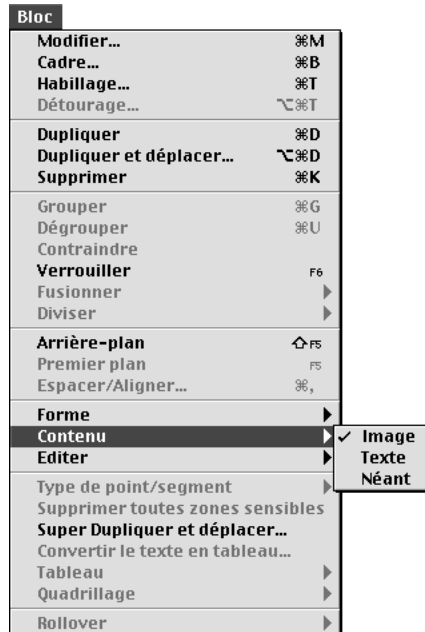 Bloc
Modifier... ⌘M
Cadre... ⌘B
Habillage... ⌘T
Détourage... ⌥⌘T
Dupliquer ⌘D
Dupliquer et déplacer... ⌥⌘D
Supprimer ⌘K
Grouper ⌘G
Dégrouper ⌘U
Contraindre
Verrouiller F6
Fusionner
Diviser
Arrière-plan ⇧F5
Premier plan F5
Espacer/Aligner... ⌘,
Forme
Contenu ✓ Image
Editer Texte
Néant
Type de point/segment
Supprimer toutes zones sensibles
Super Dupliquer et déplacer...
Convertir le texte en tableau...
Tableau
Quadrillage
Rollover